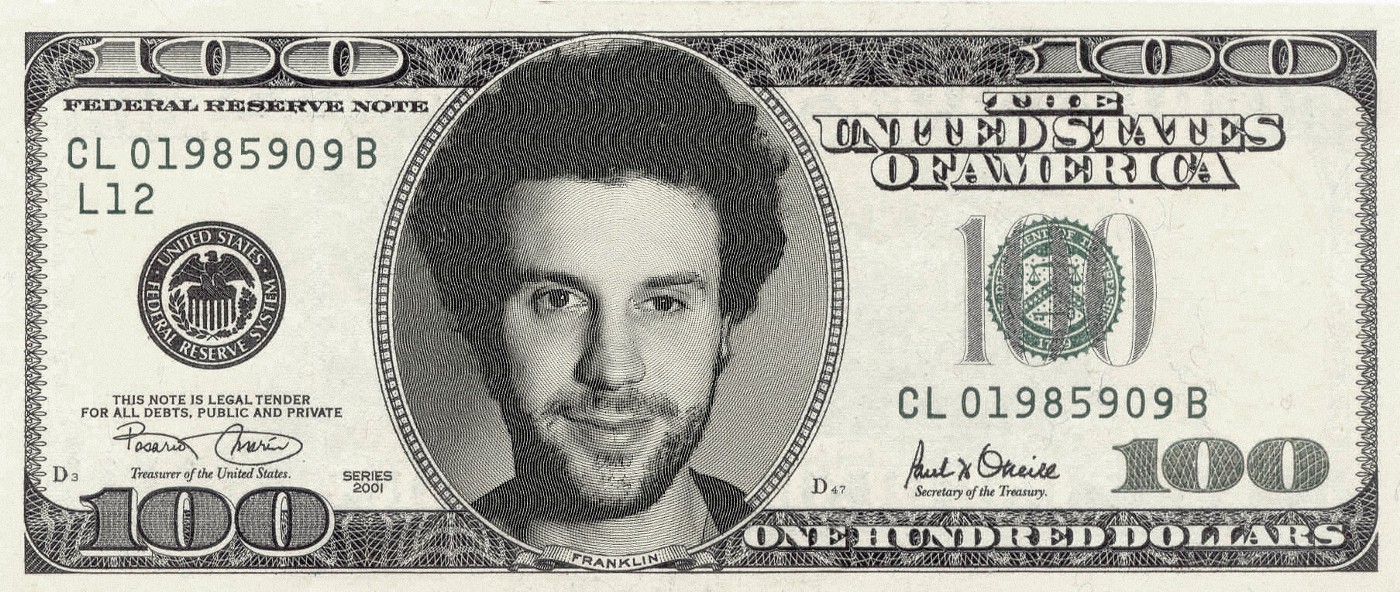 100
100
FEDERAL RESERVE NOTE
THE
UNITED STATES
OF AMERICA
CL 01985909 B
L12
UNITED STATES
FEDERAL RESERVE SYSTEM
100
1789
THIS NOTE IS LEGAL TENDER
FOR ALL DEBTS, PUBLIC AND PRIVATE
CL 01985909 B
Rosario Marin
Treasurer of the United States.
Paul H O'Neill
Secretary of the Treasury.
D3
SERIES
2001
D47
100
100
ONE HUNDRED DOLLARS
FRANKLIN